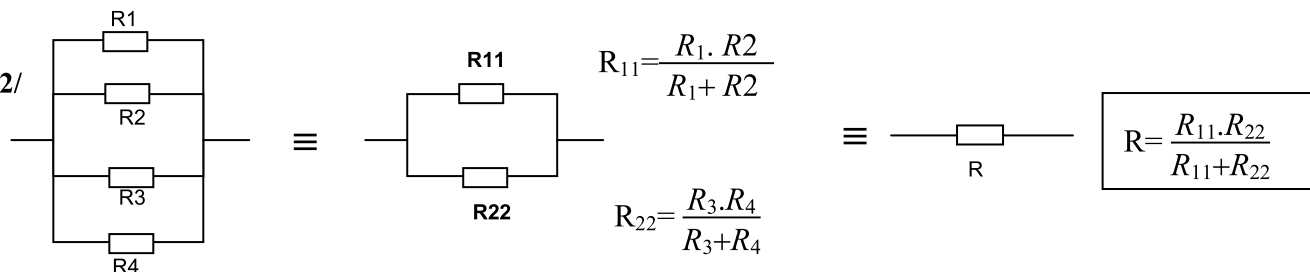 2/
R1
R2
R3
R4
≡
R11
R22
R₁₁= R₁. R2 / R₁+ R2
R₂₂= R₃.R₄ / R₃+R₄
≡
R
R= R₁₁.R₂₂ / R₁₁+R₂₂